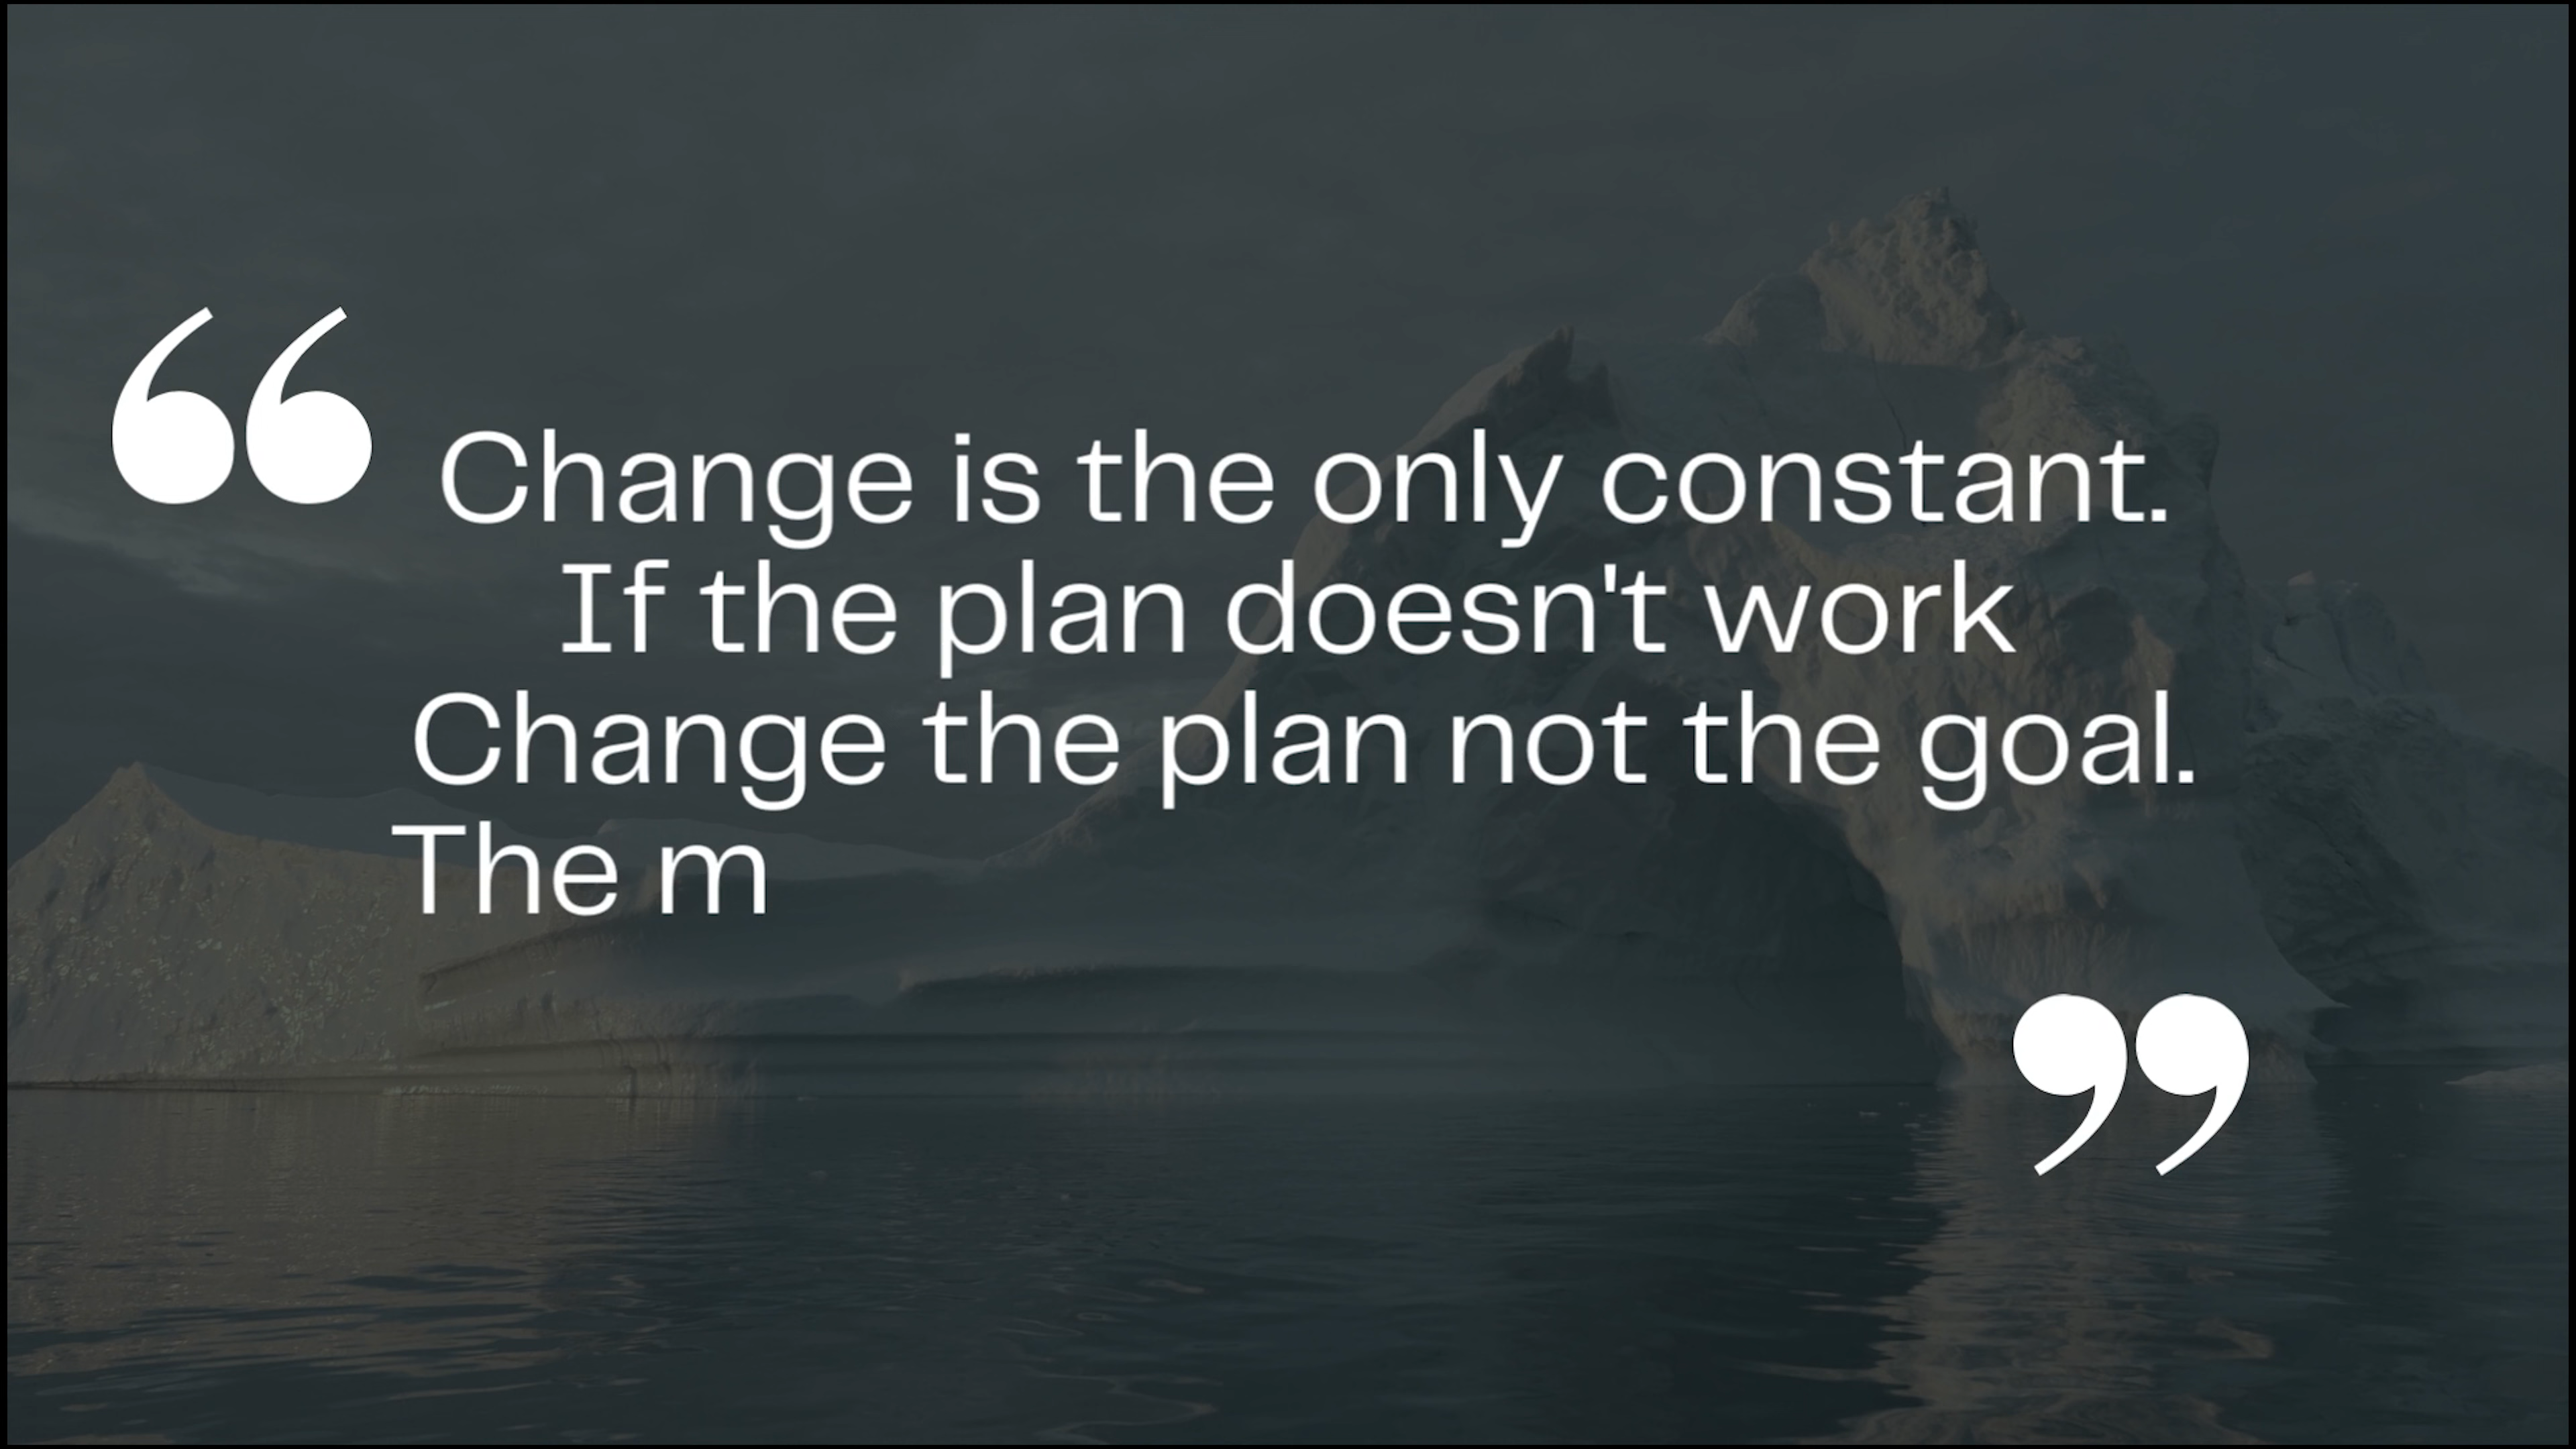 “Change is the only constant.
If the plan doesn't work
Change the plan not the goal.
The m”